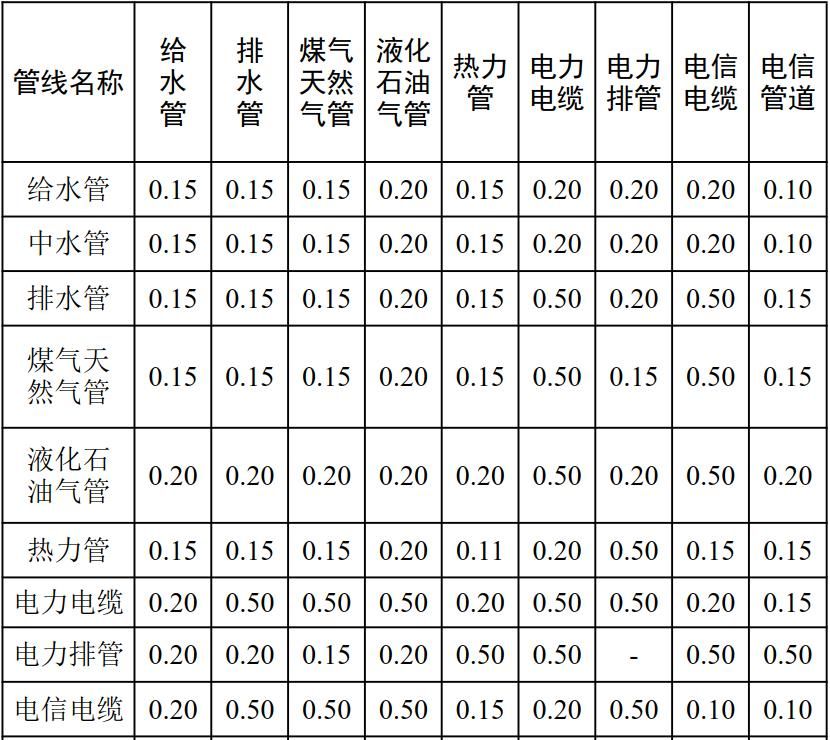 管线名称 给水管 排水管 煤气天然气管 液化石油气管 热力管 电力电缆 电力排管 电信电缆 电信管道
给水管 0.15 0.15 0.15 0.20 0.15 0.20 0.20 0.20 0.10
中水管 0.15 0.15 0.15 0.20 0.15 0.20 0.20 0.20 0.10
排水管 0.15 0.15 0.15 0.20 0.15 0.50 0.20 0.50 0.15
煤气天然气管 0.15 0.15 0.15 0.20 0.15 0.50 0.15 0.50 0.15
液化石油气管 0.20 0.20 0.20 0.20 0.20 0.50 0.20 0.50 0.20
热力管 0.15 0.15 0.15 0.20 0.11 0.20 0.50 0.15 0.15
电力电缆 0.20 0.50 0.50 0.50 0.20 0.50 0.50 0.20 0.15
电力排管 0.20 0.20 0.15 0.20 0.50 0.50 - 0.50 0.50
电信电缆 0.20 0.50 0.50 0.50 0.15 0.20 0.50 0.10 0.10